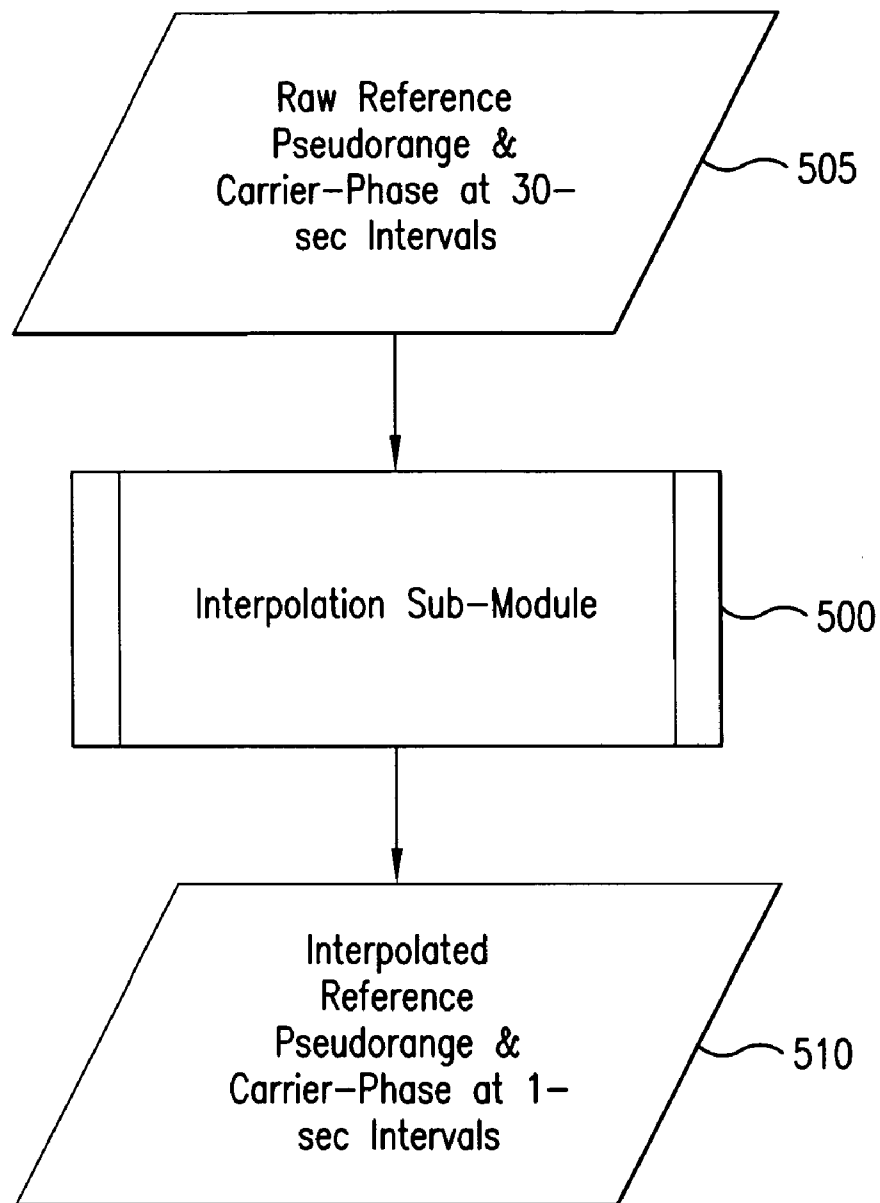 Raw Reference
Pseudorange &
Carrier-Phase at 30-
sec Intervals
505
Interpolation Sub-Module
500
Interpolated
Reference
Pseudorange &
Carrier-Phase at 1-
sec Intervals
510